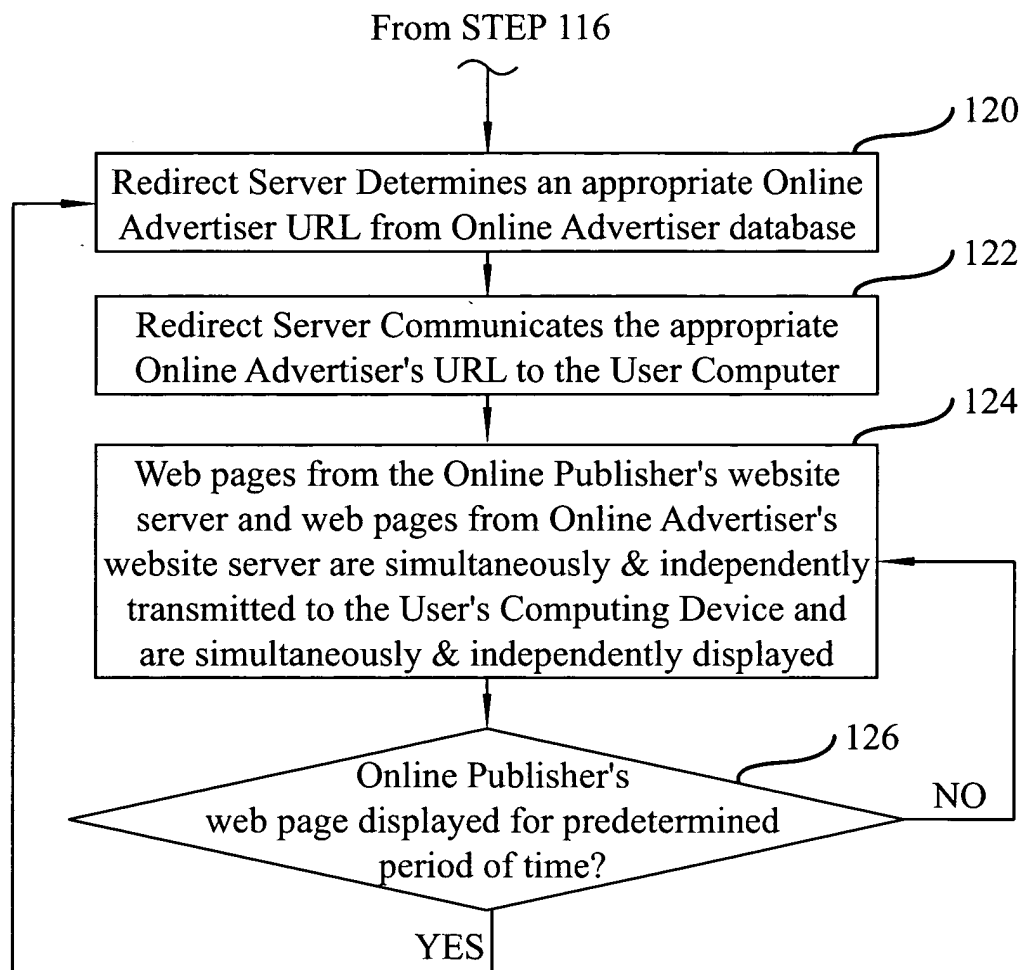 From STEP 116
120
Redirect Server Determines an appropriate Online
Advertiser URL from Online Advertiser database
122
Redirect Server Communicates the appropriate
Online Advertiser's URL to the User Computer
124
Web pages from the Online Publisher's website
server and web pages from Online Advertiser's
website server are simultaneously & independently
transmitted to the User's Computing Device and
are simultaneously & independently displayed
126
Online Publisher's
web page displayed for predetermined
period of time?
NO
YES